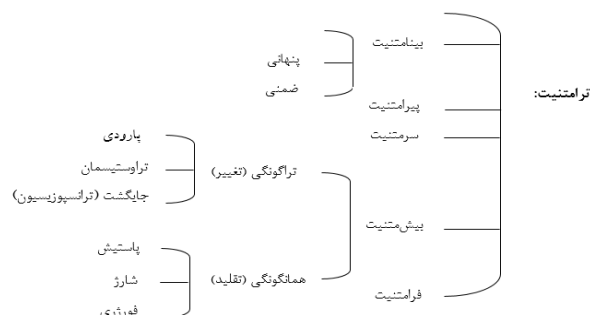 ترامتنیت:
بینامتنیت
پنهانی
ضمنی
پیرامتنیت
سرمتنیت
بیش‌متنیت
تراگونگی (تغییر)
پارودی
تراوستیسمان
جایگشت (ترانسپوزیسیون)
همانگونگی (تقلید)
پاستیش
شارژ
فورژری
فرامتنیت